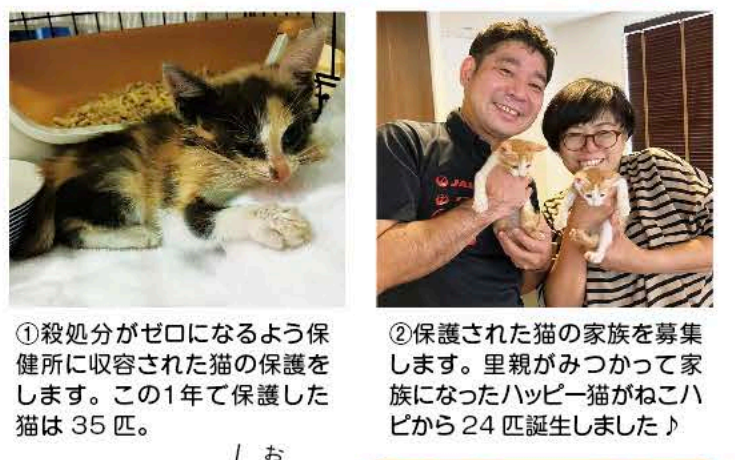 JAL
①殺処分がゼロになるよう保
健所に収容された猫の保護を
します。この1年で保護した
猫は 35 匹。
②保護された猫の家族を募集
します。里親がみつかって家
族になったハッピー猫がねこハ
ピから 24 匹誕生しました♪
お